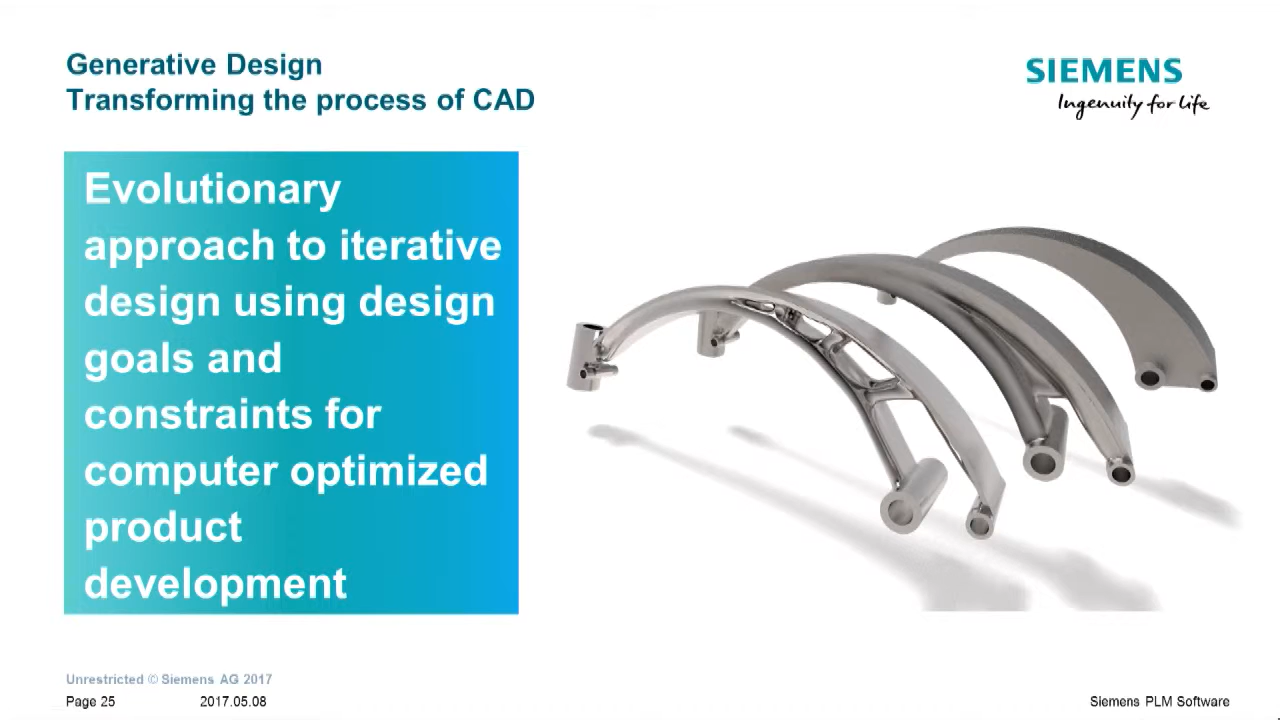 Generative Design
Transforming the process of CAD
SIEMENS
Ingenuity for life
Evolutionary
approach to iterative
design using design
goals and
constraints for
computer optimized
product
development
Unrestricted © Siemens AG 2017
Page 25
2017.05.08
Siemens PLM Software